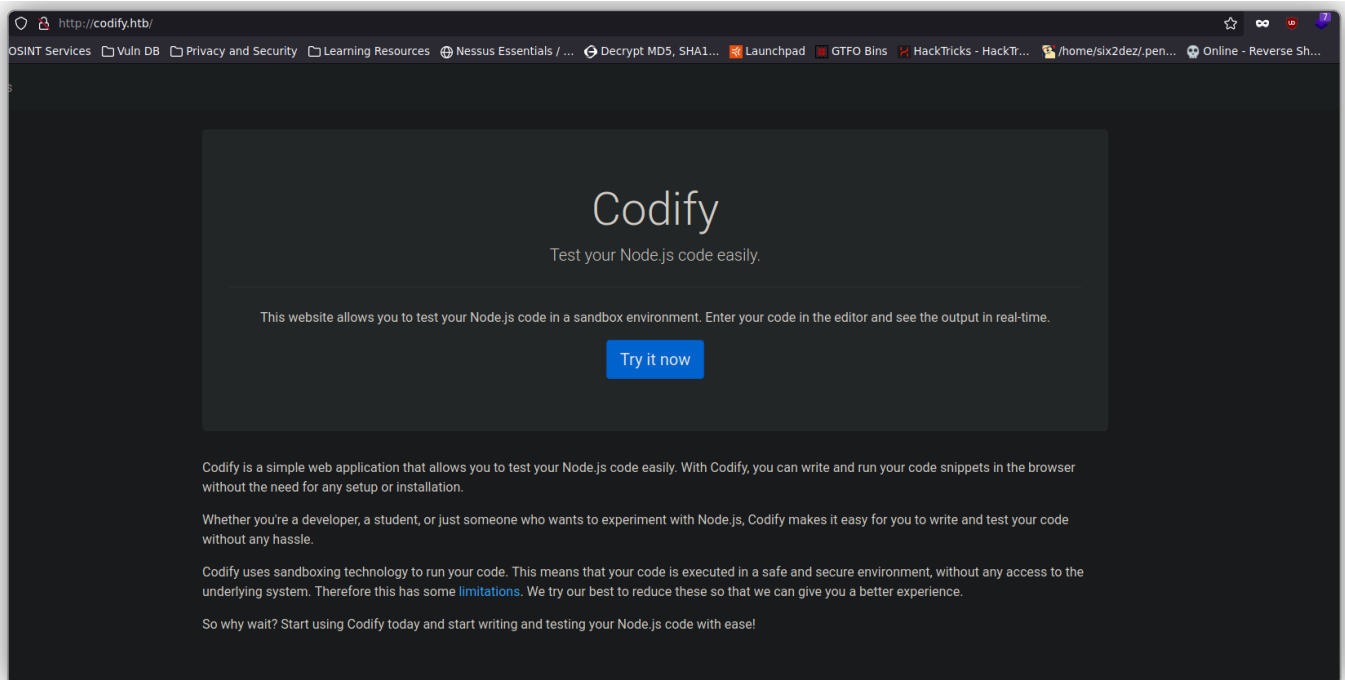 http://codify.htb/
7
OSINT Services Vuln DB Privacy and Security Learning Resources Nessus Essentials / ... Decrypt MD5, SHA1... Launchpad GTFO Bins HackTricks - HackTr... /home/six2dez/.pen... Online - Reverse Sh...
s
Codify
Test your Node.js code easily.
This website allows you to test your Node.js code in a sandbox environment. Enter your code in the editor and see the output in real-time.
Try it now
Codify is a simple web application that allows you to test your Node.js code easily. With Codify, you can write and run your code snippets in the browser
without the need for any setup or installation.
Whether you're a developer, a student, or just someone who wants to experiment with Node.js, Codify makes it easy for you to write and test your code
without any hassle.
Codify uses sandboxing technology to run your code. This means that your code is executed in a safe and secure environment, without any access to the
underlying system. Therefore this has some limitations. We try our best to reduce these so that we can give you a better experience.
So why wait? Start using Codify today and start writing and testing your Node.js code with ease!